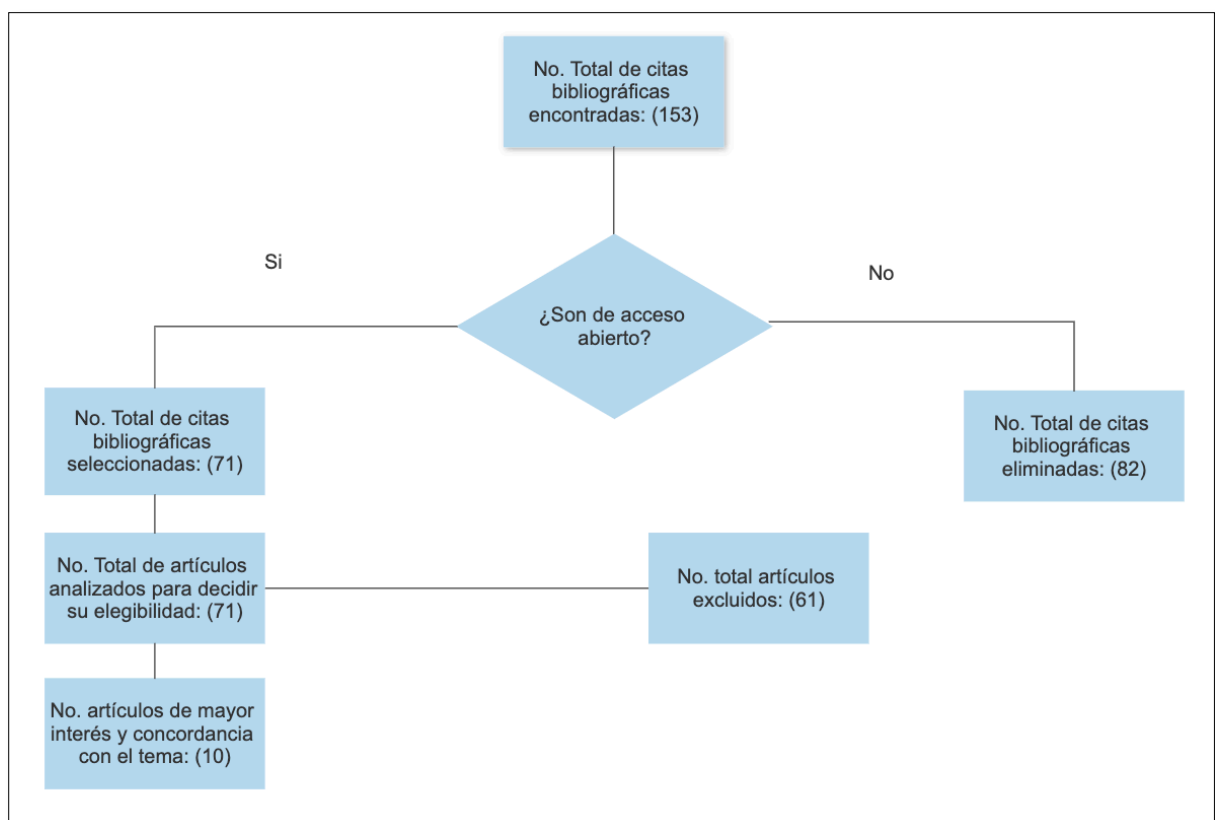 No. Total de citas
bibliográficas
encontradas: (153)
Si
No
¿Son de acceso
abierto?
No. Total de citas
bibliográficas
seleccionadas: (71)
No. Total de citas
bibliográficas
eliminadas: (82)
No. Total de artículos
analizados para decidir
su elegibilidad: (71)
No. total artículos
excluidos: (61)
No. artículos de mayor
interés y concordancia
con el tema: (10)